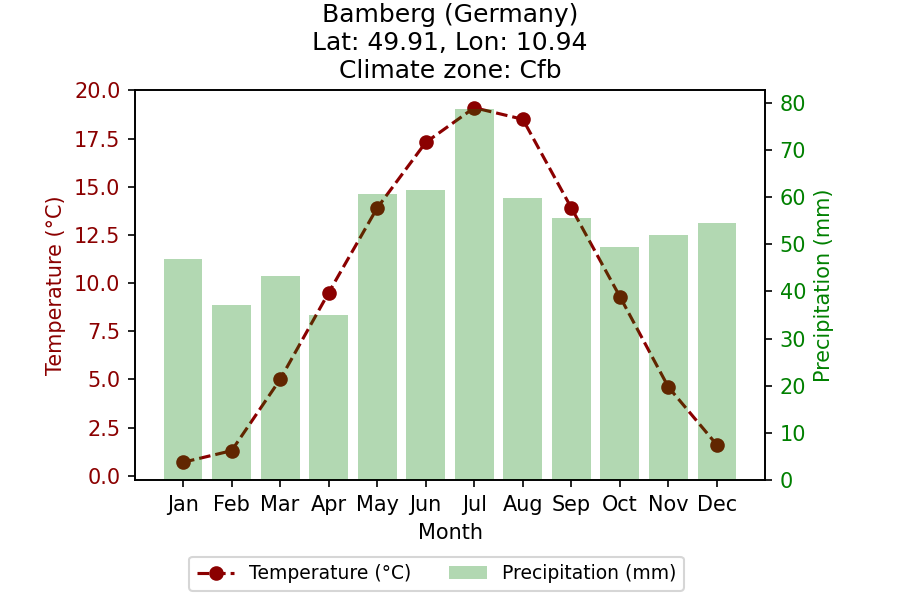 Bamberg (Germany)
Lat: 49.91, Lon: 10.94
Climate zone: Cfb
20.0
17.5
15.0
12.5
10.0
7.5
5.0
2.5
0.0
Temperature (°C)
80
70
60
50
40
30
20
10
0
Precipitation (mm)
Jan Feb Mar Apr May Jun Jul Aug Sep Oct Nov Dec
Month
Temperature (°C) Precipitation (mm)